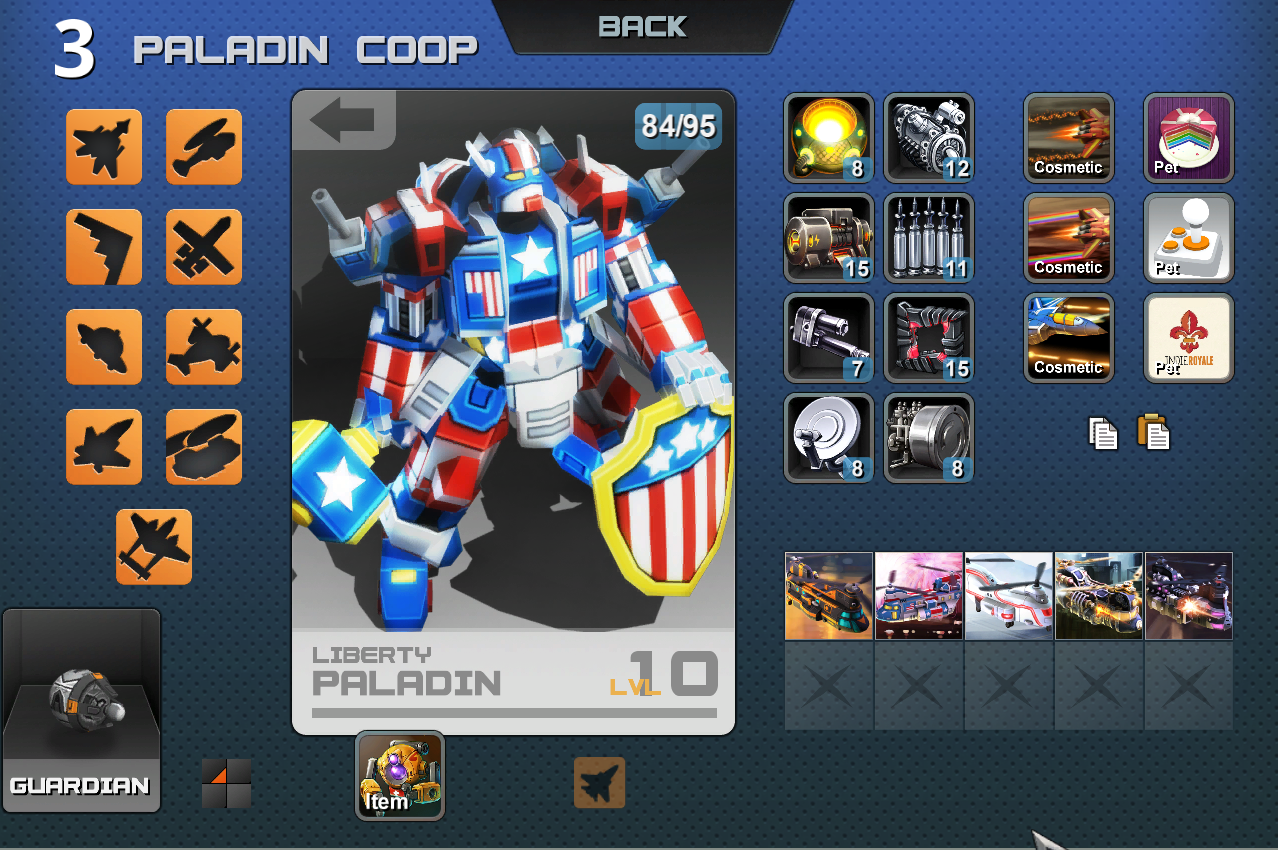 3 PALADIN COOP
BACK
84/95
8
12
Cosmetic
Pet
15
11
Cosmetic
Pet
7
15
Cosmetic
INDIE ROYALE
Pet
8
8
LIBERTY
PALADIN
LVL 10
GUARDIAN
Item